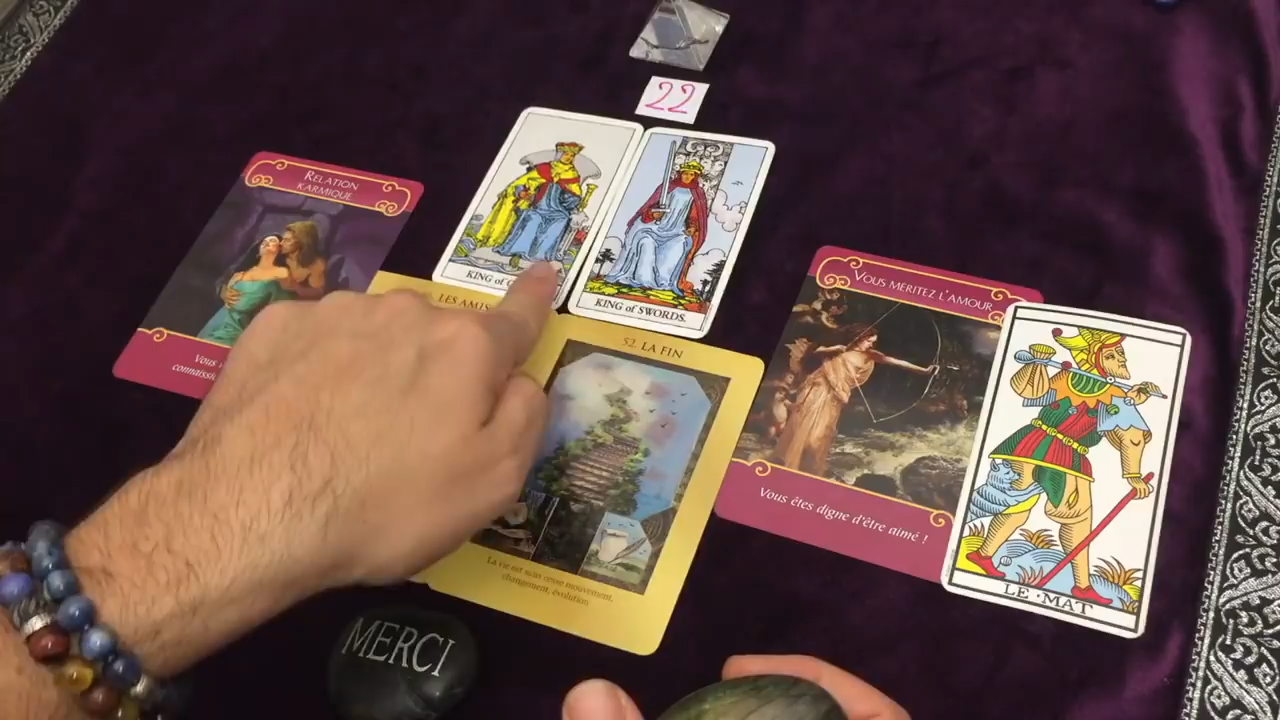 22
RELATION
KARMIQUE
Vous
KING of
KING of SWORDS.
VOUS MERITEZ L'AMOUR
Vous êtes digne d'être aimé !
LES AMIS
52. LA FIN
La vie est sans cesse mouvement,
changement, évolution
LE·MAT
MERCI